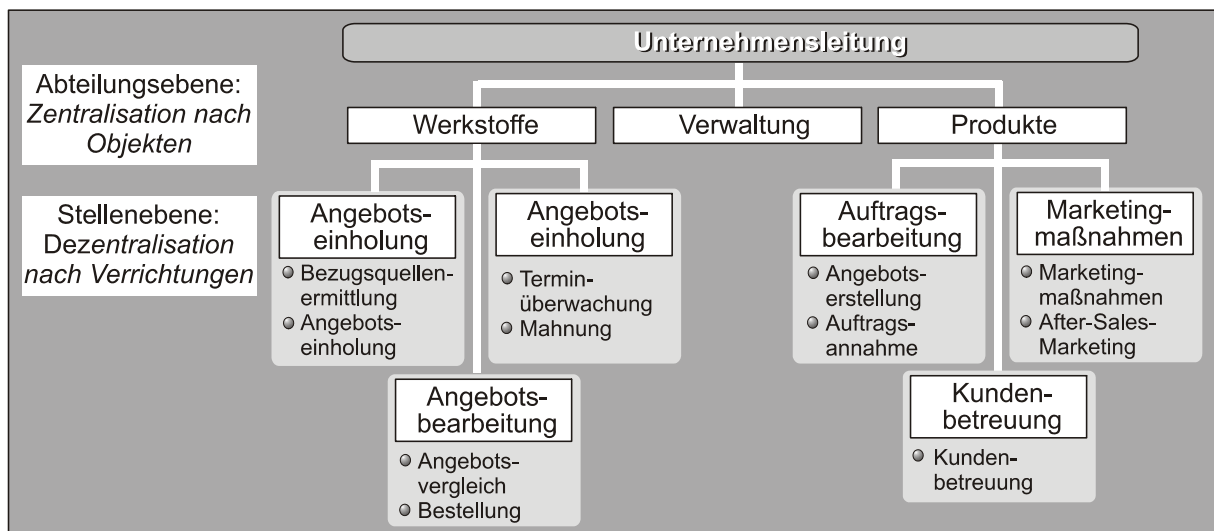 Unternehmensleitung
Abteilungsebene:
Zentralisation nach
Objekten
Werkstoffe
Verwaltung
Produkte
Stellenebene:
Dezentralisation
nach Verrichtungen
Angebots-
einholung
Bezugsquellen-
ermittlung
Angebots-
einholung
Angebots-
einholung
Termin-
überwachung
Mahnung
Angebots-
bearbeitung
Angebots-
vergleich
Bestellung
Auftrags-
bearbeitung
Angebots-
erstellung
Auftrags-
annahme
Marketing-
maßnahmen
Marketing-
maßnahmen
After-Sales-
Marketing
Kunden-
betreuung
Kunden-
betreuung